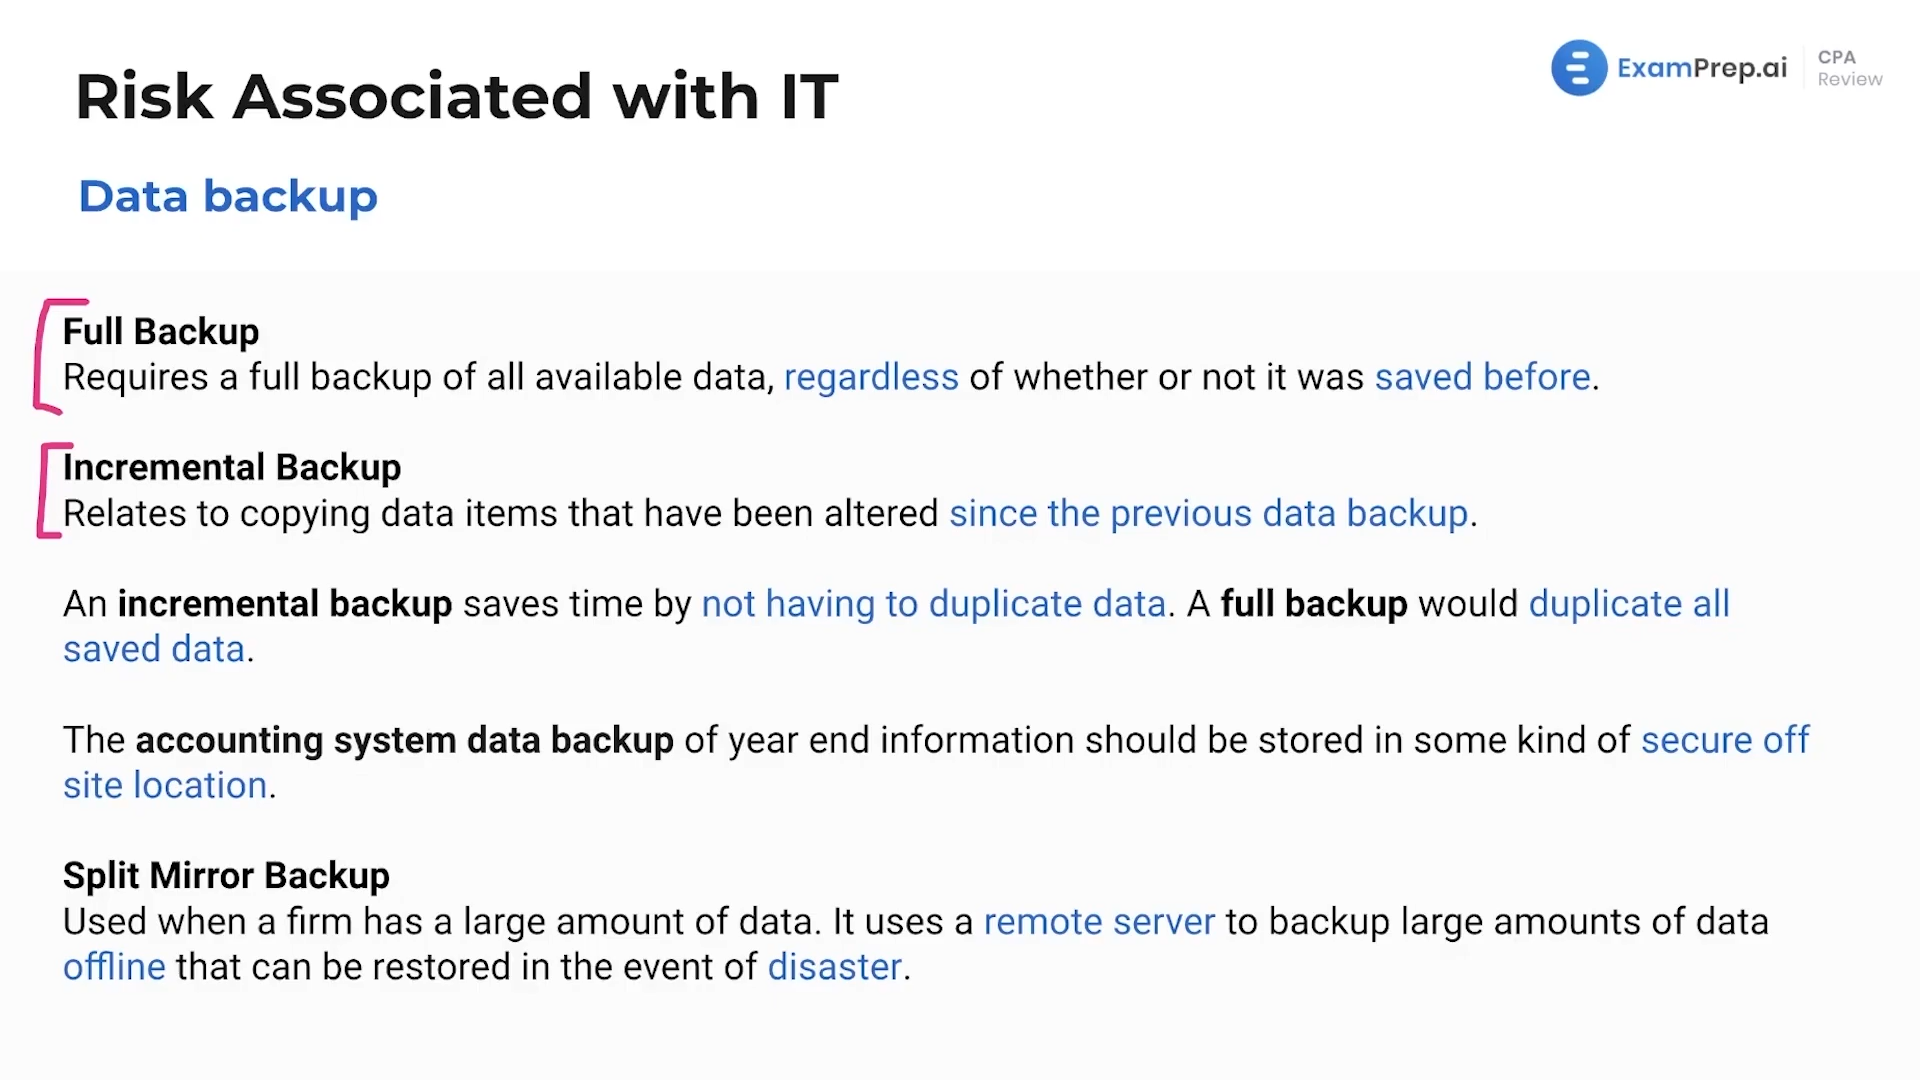 Risk Associated with IT
ExamPrep.ai
CPA
Review
Data backup
Full Backup
Requires a full backup of all available data, regardless of whether or not it was saved before.
Incremental Backup
Relates to copying data items that have been altered since the previous data backup.
An incremental backup saves time by not having to duplicate data. A full backup would duplicate all
saved data.
The accounting system data backup of year end information should be stored in some kind of secure off
site location.
Split Mirror Backup
Used when a firm has a large amount of data. It uses a remote server to backup large amounts of data
offline that can be restored in the event of disaster.